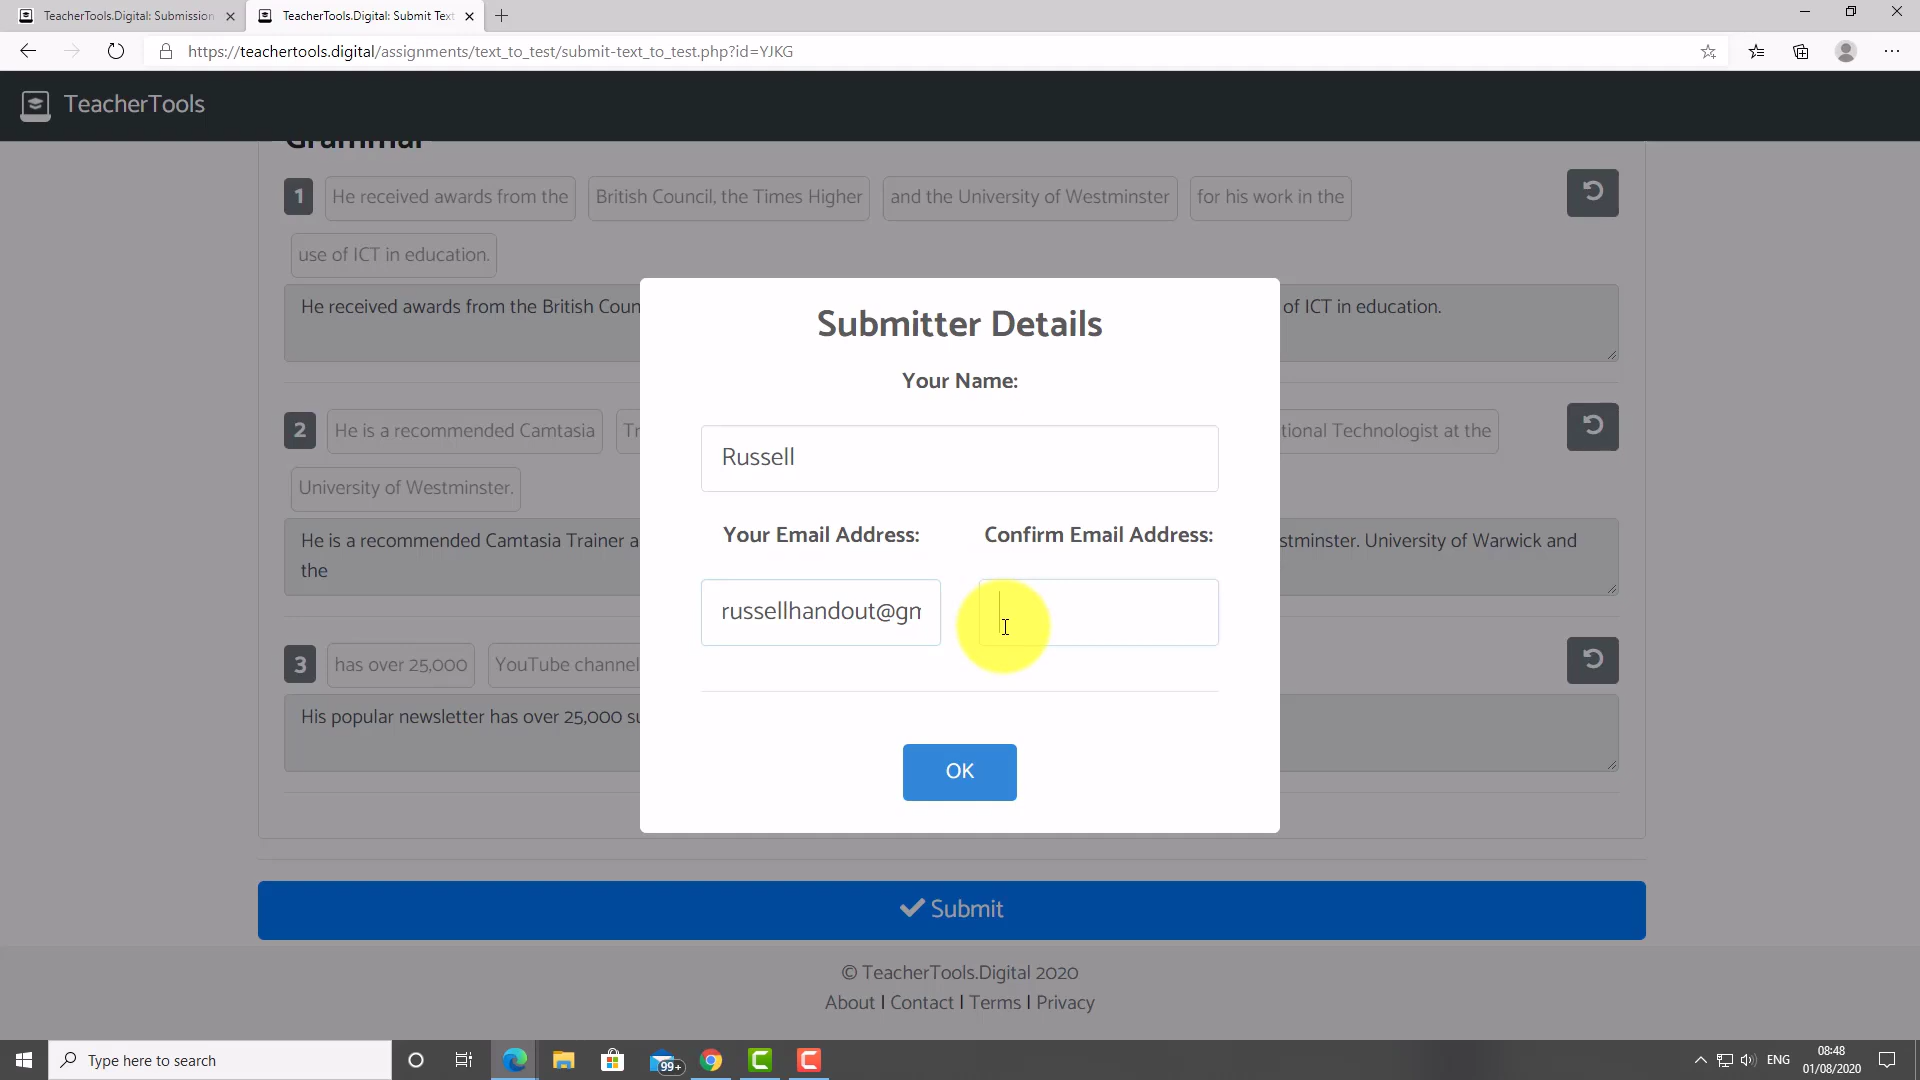 TeacherTools.Digital: Submission
TeacherTools.Digital: Submit Text
https://teachertools.digital/assignments/text_to_test/submit-text_to_test.php?id=YJKG
TeacherTools
Grammar
1 He received awards from the British Council, the Times Higher and the University of Westminster for his work in the
use of ICT in education.
He received awards from the British Coun of ICT in education.
2 He is a recommended Camtasia Tr tional Technologist at the
University of Westminster.
He is a recommended Camtasia Trainer a stminster. University of Warwick and
the
3 has over 25,000 YouTube channel
His popular newsletter has over 25,000 su
Submitter Details
Your Name:
Russell
Your Email Address: Confirm Email Address:
russellhandout@gm
OK
Submit
© TeacherTools.Digital 2020
About | Contact | Terms | Privacy
Type here to search
99+
ENG
08:48
01/08/2020